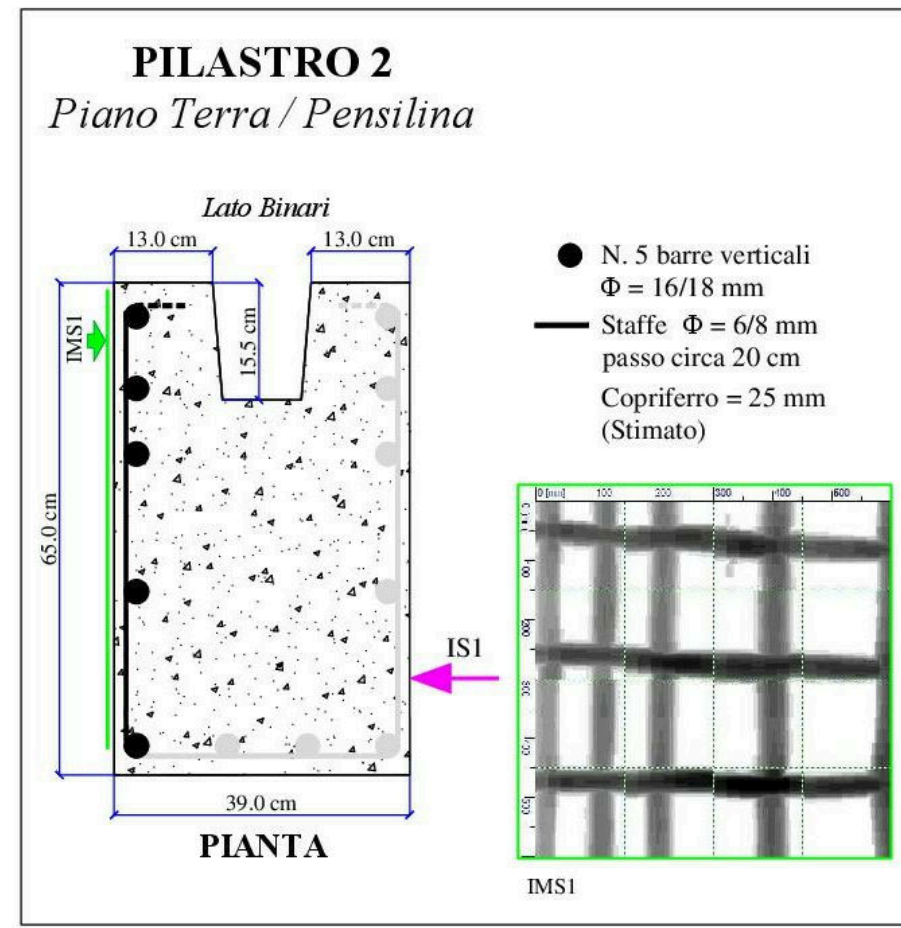 PILASTRO 2
Piano Terra / Pensilina
Lato Binari
13.0 cm
13.0 cm
IMS1
15.5 cm
65.0 cm
IS1
39.0 cm
PIANTA
N. 5 barre verticali
Φ = 16/18 mm
Staffe Φ = 6/8 mm
passo circa 20 cm
Copriferro = 25 mm
(Stimato)
0 [mm] 100 200 300 400
IMS1